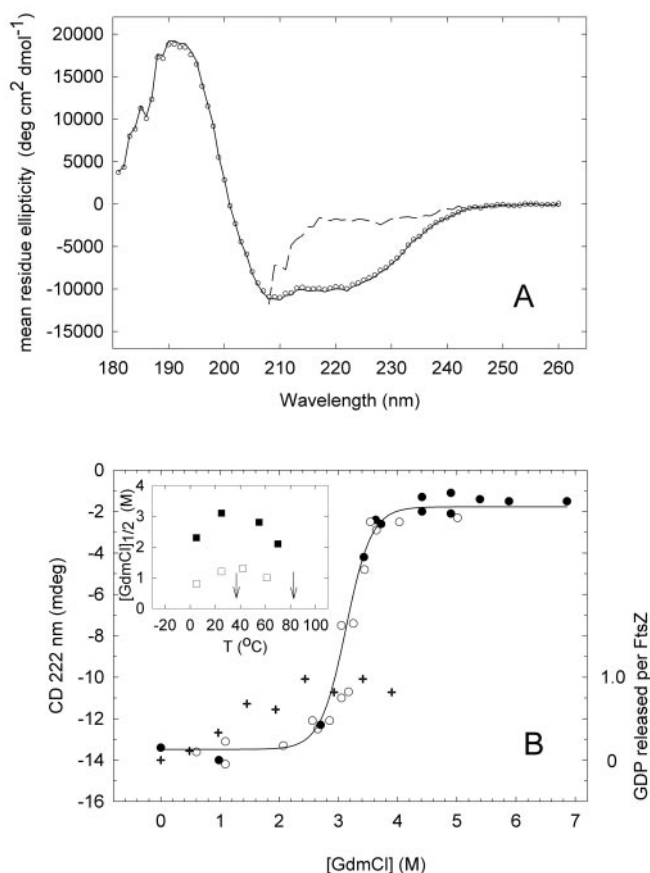 mean residue ellipticity (deg cm² dmol⁻¹)
20000
15000
10000
5000
0
-5000
-10000
-15000
A
180 190 200 210 220 230 240 250 260
Wavelength (nm)
CD 222 nm (mdeg)
0
-2
-4
-6
-8
-10
-12
-14
-16
[GdmCl]1/2 (M)
4
3
2
1
0
-20 0 20 40 60 80 100
T (oC)
B
1.0
0
GDP released per FtsZ
0 1 2 3 4 5 6 7
[GdmCl] (M)